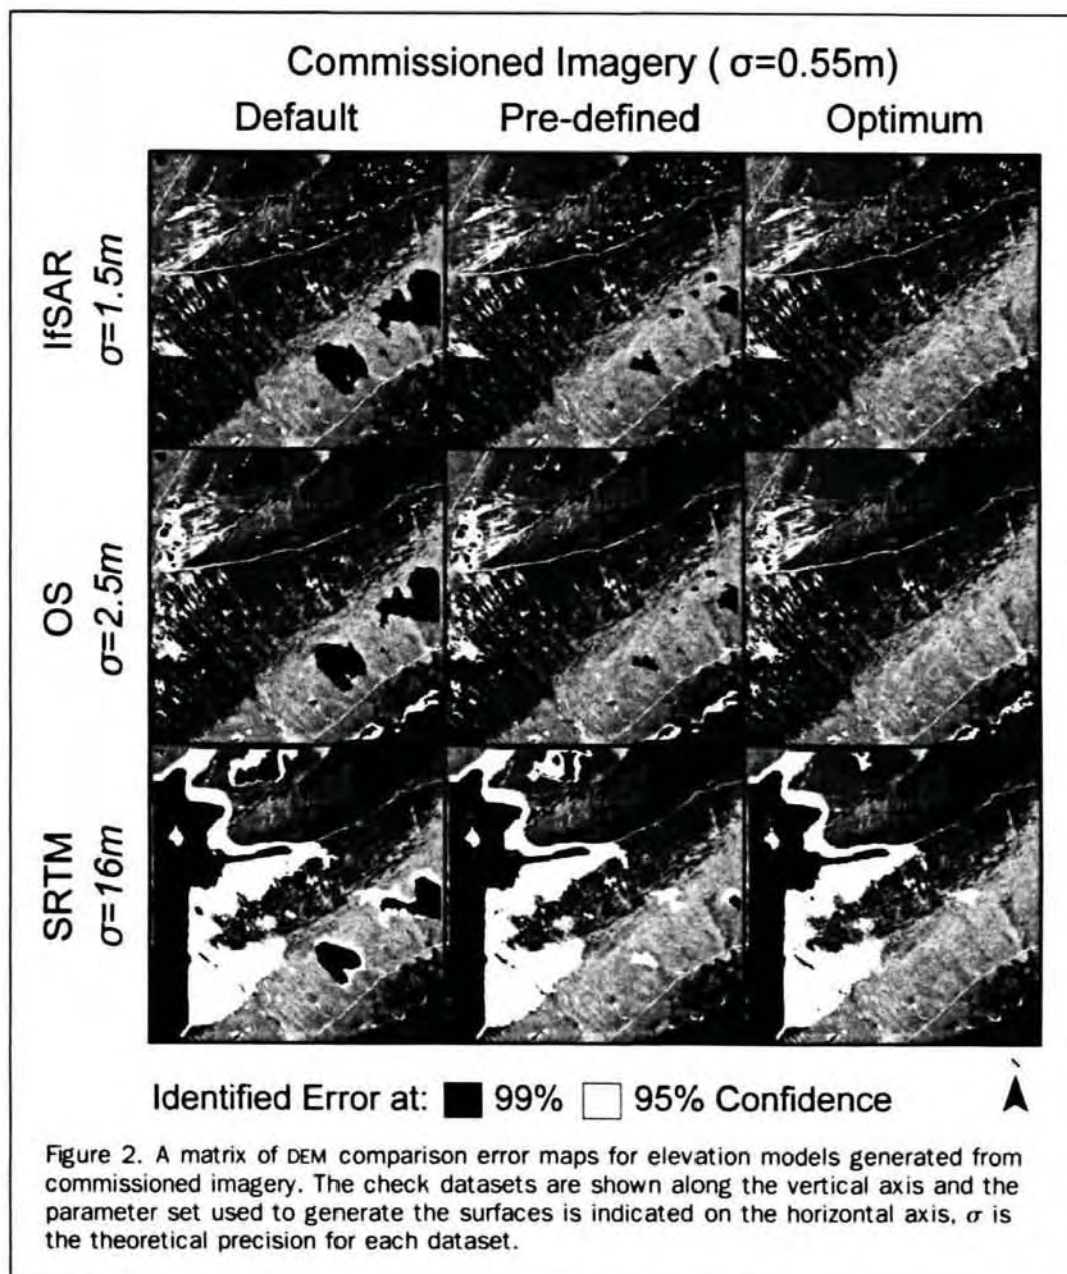 Commissioned Imagery ( σ=0.55m)
Default Pre-defined Optimum
IfSAR
σ=1.5m
OS
σ=2.5m
SRTM
σ=16m
Identified Error at: 99% 95% Confidence
Figure 2. A matrix of DEM comparison error maps for elevation models generated from
commissioned imagery. The check datasets are shown along the vertical axis and the
parameter set used to generate the surfaces is indicated on the horizontal axis, σ is
the theoretical precision for each dataset.